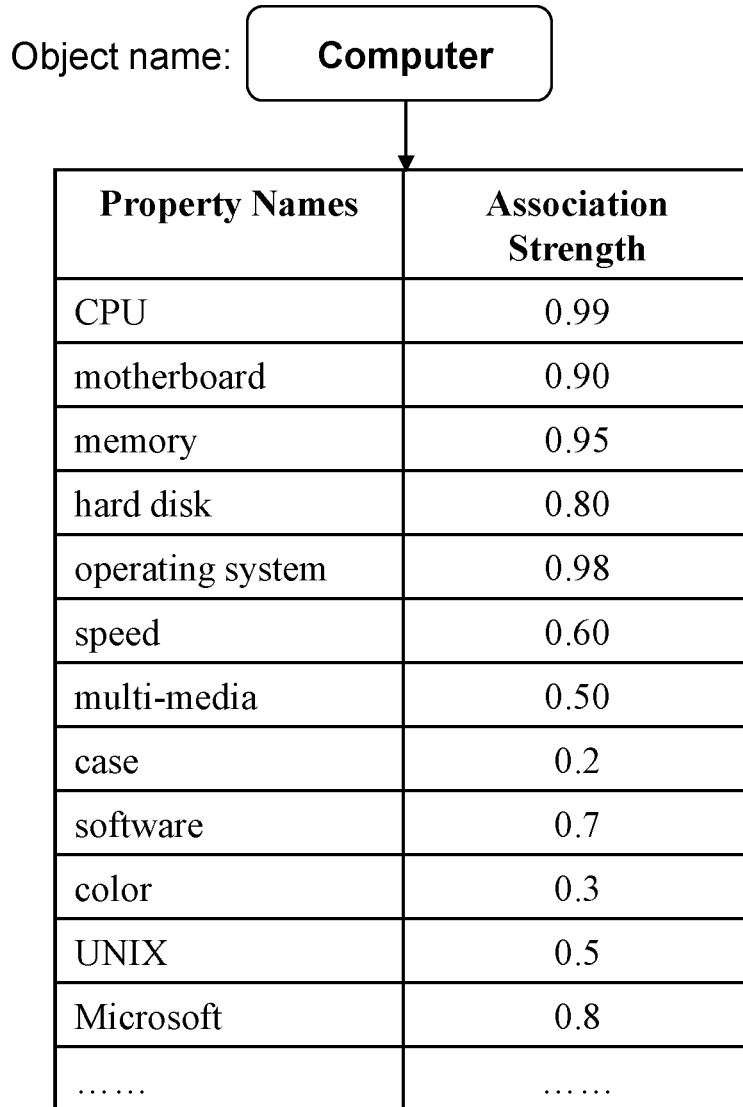 Object name: Computer
Property Names Association
Strength
CPU 0.99
motherboard 0.90
memory 0.95
hard disk 0.80
operating system 0.98
speed 0.60
multi-media 0.50
case 0.2
software 0.7
color 0.3
UNIX 0.5
Microsoft 0.8
…… ……